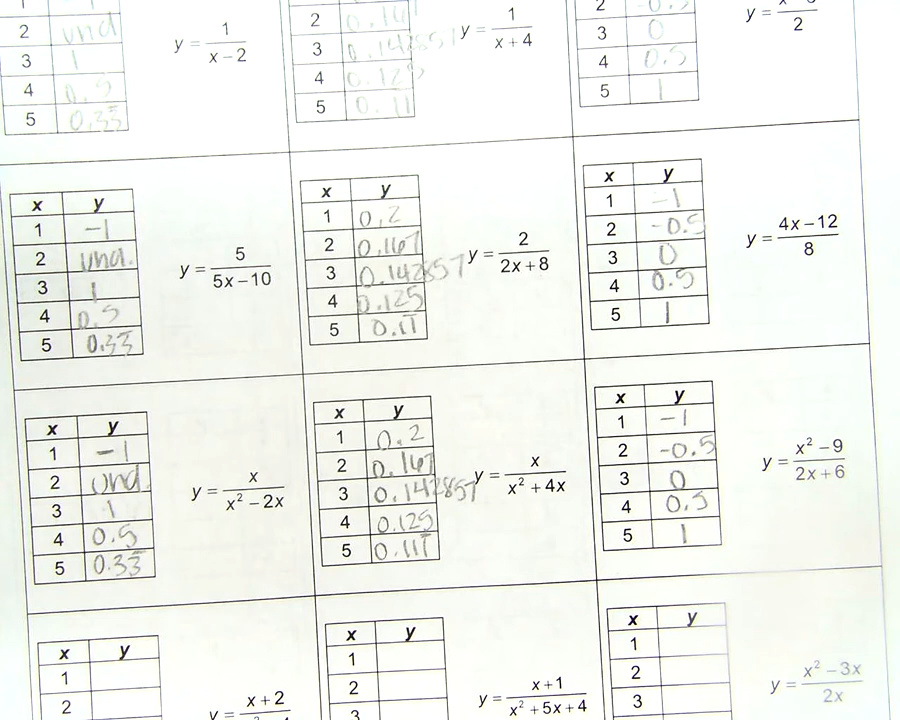 2 und
3 1
4 0.5
5 0.33
y = 1 / (x − 2)
2
3 0.142857
4 0.125
5 0.11
y = 1 / (x + 4)
2 -0.5
3 0
4 0.5
5 1
y = 2
x y
1 -1
2 und.
3 1
4 0.5
5 0.33
y = 5 / (5x − 10)
x y
1 0.2
2 0.167
3 0.142857
4 0.125
5 0.11
y = 2 / (2x + 8)
x y
1 -1
2 -0.5
3 0
4 0.5
5 1
y = (4x − 12) / 8
x y
1 -1
2 und.
3 1
4 0.5
5 0.33
y = x / (x² − 2x)
x y
1 0.2
2 0.167
3 0.142857
4 0.125
5 0.111
y = x / (x² + 4x)
x y
1 -1
2 -0.5
3 0
4 0.5
5 1
y = (x² − 9) / (2x + 6)
x y
1
2
y = x + 2
x y
1
2
3
y = (x + 1) / (x² + 5x + 4)
x y
1
2
3
y = (x² − 3x) / 2x